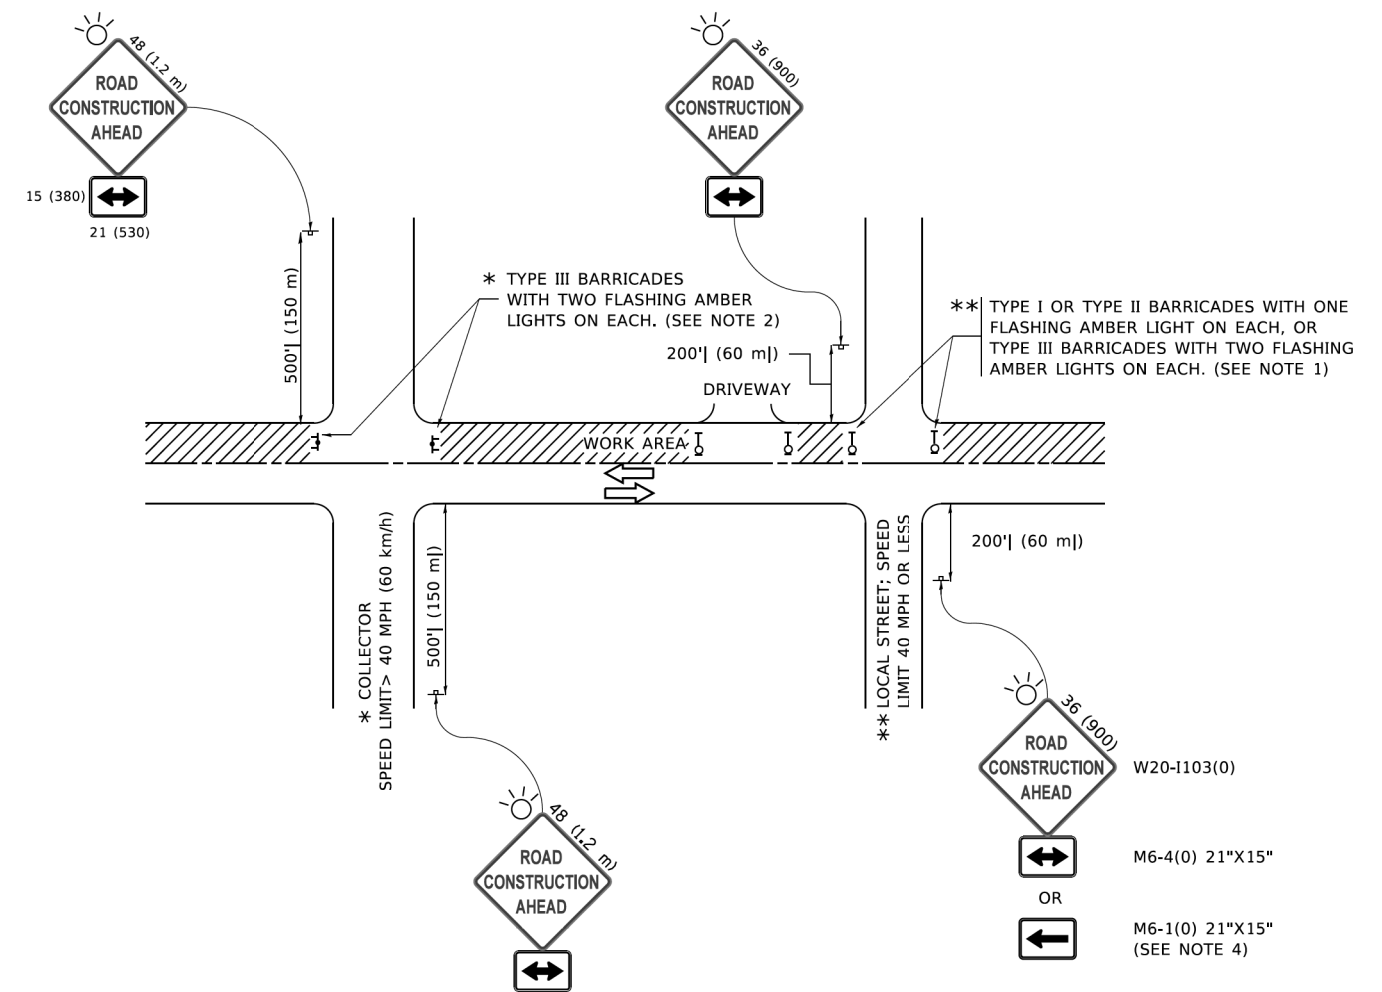 48 (1.2 m)
ROAD
CONSTRUCTION
AHEAD
15 (380)
21 (530)
36 (900)
ROAD
CONSTRUCTION
AHEAD
500'| (150 m)
* TYPE III BARRICADES
WITH TWO FLASHING AMBER
LIGHTS ON EACH. (SEE NOTE 2)
200'| (60 m|)
DRIVEWAY
** TYPE I OR TYPE II BARRICADES WITH ONE
FLASHING AMBER LIGHT ON EACH, OR
TYPE III BARRICADES WITH TWO FLASHING
AMBER LIGHTS ON EACH. (SEE NOTE 1)
WORK AREA
* COLLECTOR
SPEED LIMIT> 40 MPH (60 km/h)
500'| (150 m|)
** LOCAL STREET; SPEED
LIMIT 40 MPH OR LESS
200'| (60 m|)
48 (1.2 m)
ROAD
CONSTRUCTION
AHEAD
36 (900)
ROAD
CONSTRUCTION
AHEAD
W20-I103(0)
M6-4(0) 21"X15"
OR
M6-1(0) 21"X15"
(SEE NOTE 4)